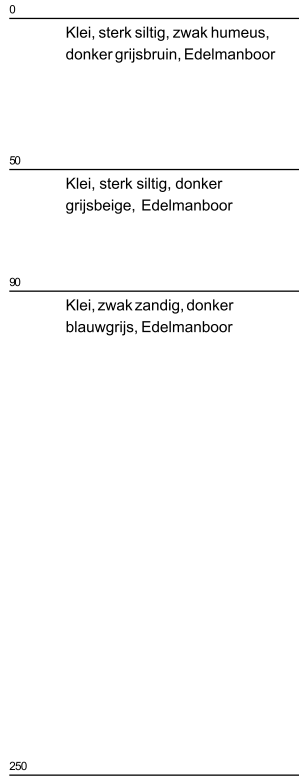 0
Klei, sterk siltig, zwak humeus,
donker grijsbruin, Edelmanboor
50
Klei, sterk siltig, donker
grijsbeige, Edelmanboor
90
Klei, zwak zandig, donker
blauwgrijs, Edelmanboor
250